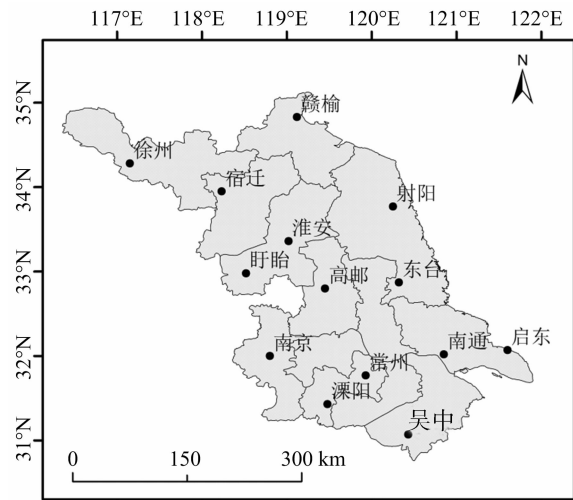 117°E 118°E 119°E 120°E 121°E 122°E
N
35°N
赣榆
徐州
34°N
宿迁
射阳
淮安
33°N
盱眙
高邮
东台
32°N
南京
常州
南通
启东
溧阳
31°N
吴中
0 150 300 km